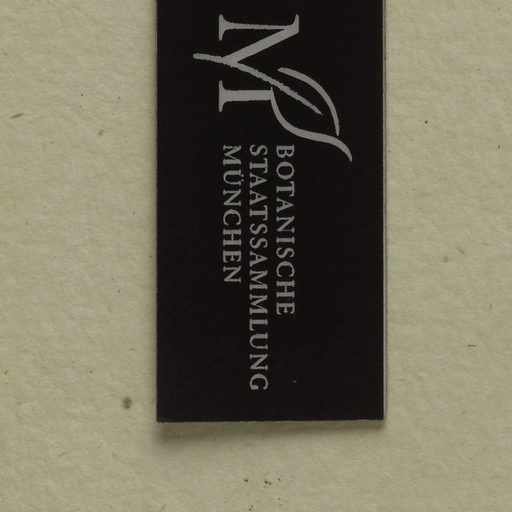 M
BOTANISCHE
STAATSSAMMLUNG
MÜNCHEN